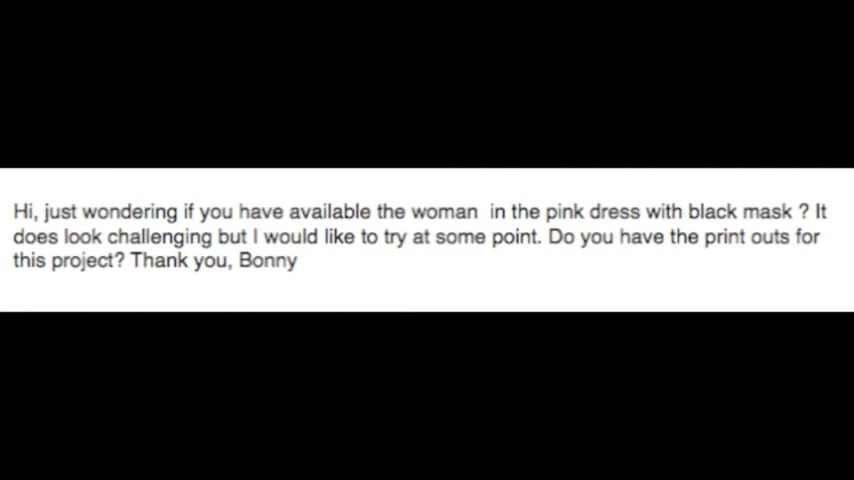 Hi, just wondering if you have available the woman  in the pink dress with black mask ? It
does look challenging but I would like to try at some point. Do you have the print outs for
this project? Thank you, Bonny